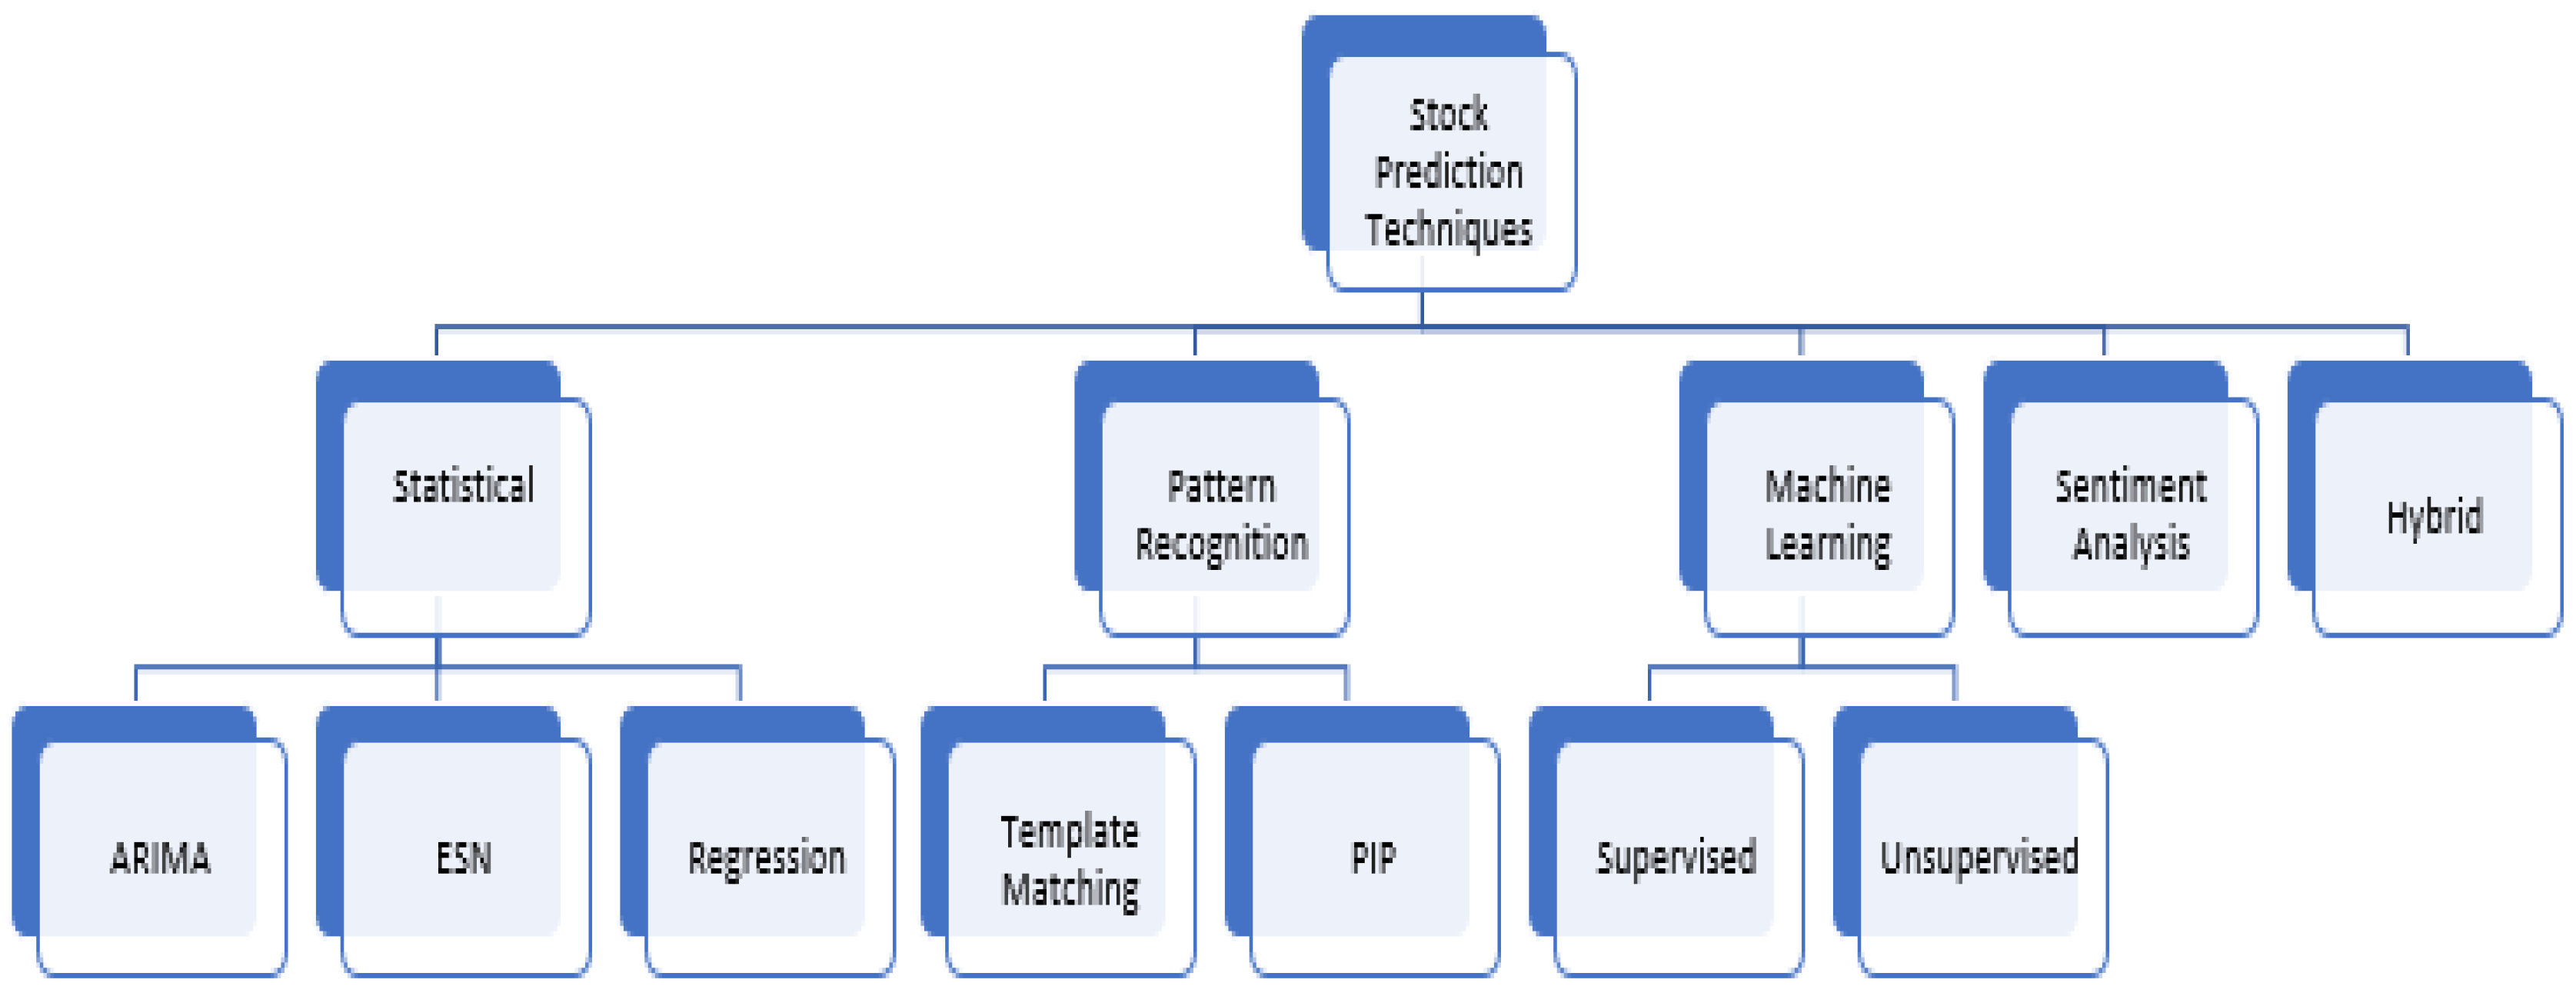 Stock
Prediction
Techniques
Statistical
Pattern
Recognition
Machine
Learning
Sentiment
Analysis
Hybrid
ARIMA
ESN
Regression
Template
Matching
PIP
Supervised
Unsupervised